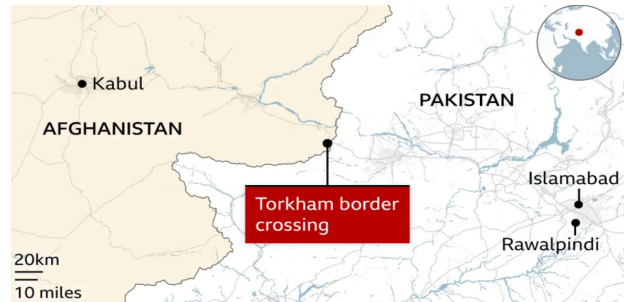 Kabul
AFGHANISTAN
PAKISTAN
Torkham border
crossing
Islamabad
Rawalpindi
20km
10 miles